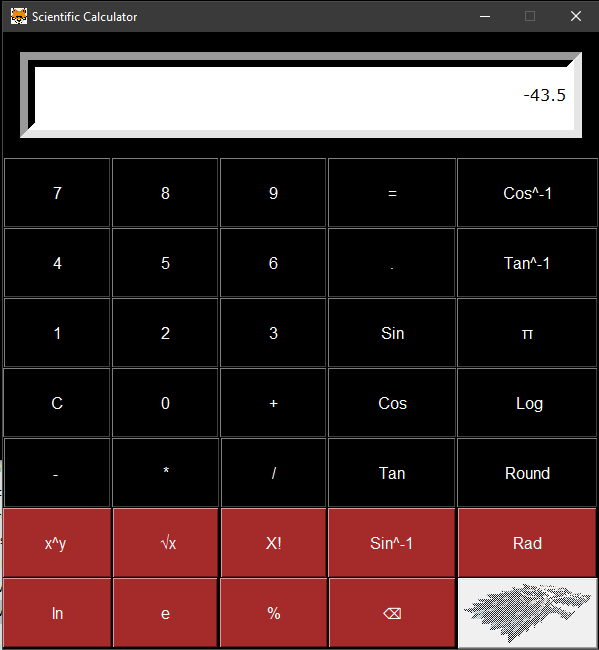 Scientific Calculator
-43.5
7 8 9 = Cos^-1
4 5 6 . Tan^-1
1 2 3 Sin π
C 0 + Cos Log
- * / Tan Round
x^y √x X! Sin^-1 Rad
ln e % ⌫